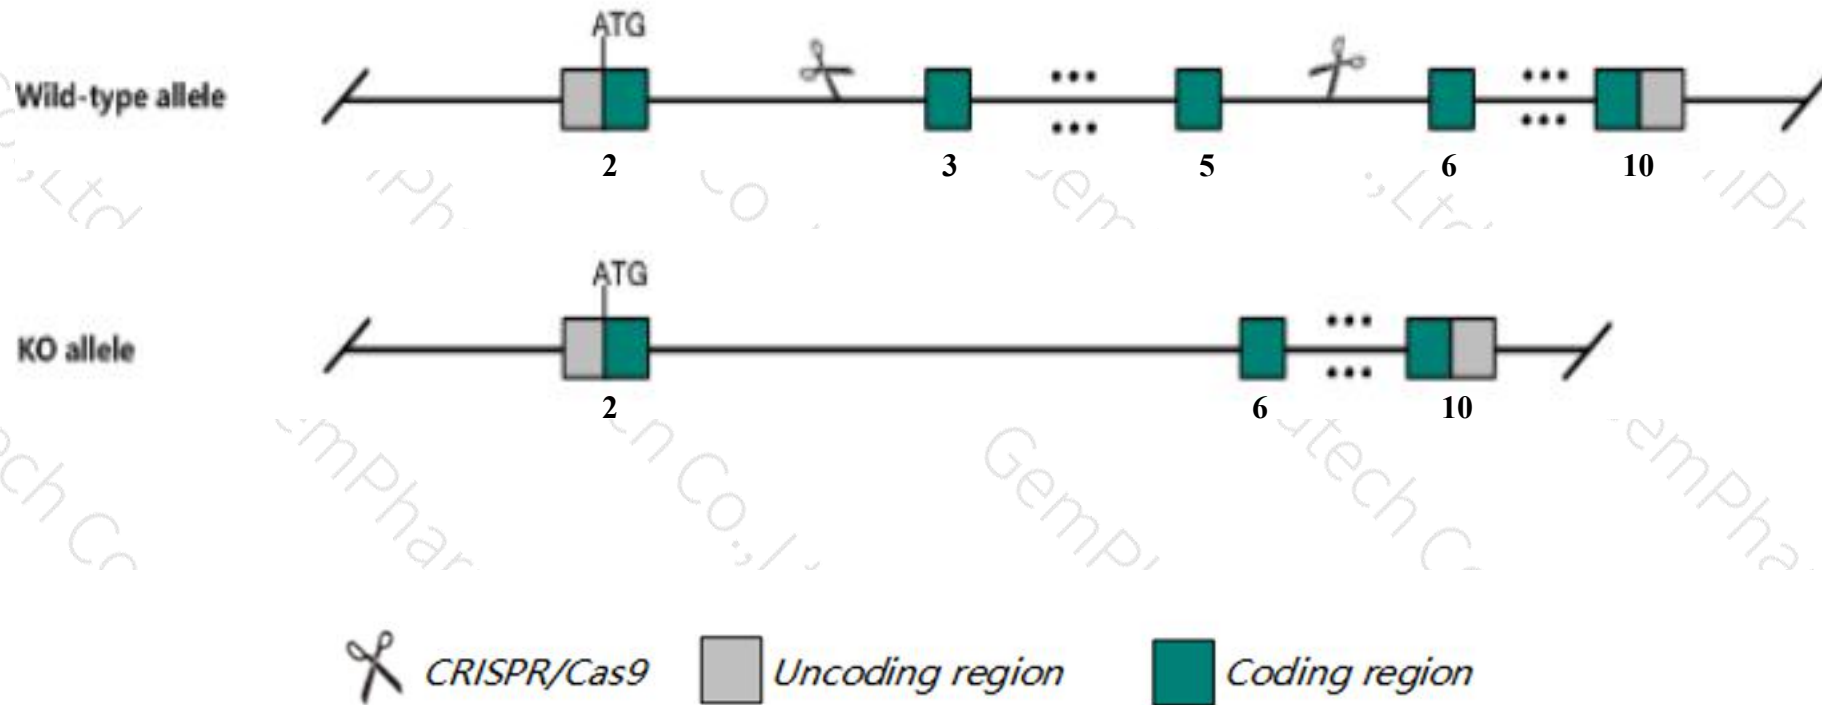 ATG
Wild-type allele
2 3 5 6 10
ATG
KO allele
2 6 10
GemPha
CRISPR/Cas9 Uncoding region Coding region